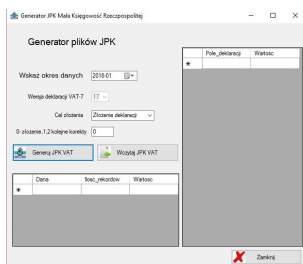 Generator JPK Mała Księgowość Rzeczpospolitej
Generator plików JPK
Wskaż okres danych 2018-01
Wersja deklaracji VAT-7 17
Cel złożenia Złożenie deklaracji
0- złożenie,1,2 kolejne korekty 0
Generuj JPK VAT Wczytaj JPK VAT
Pole_deklaracji Wartosc
Dana Ilosc_rekordow Wartosc
Zamknij